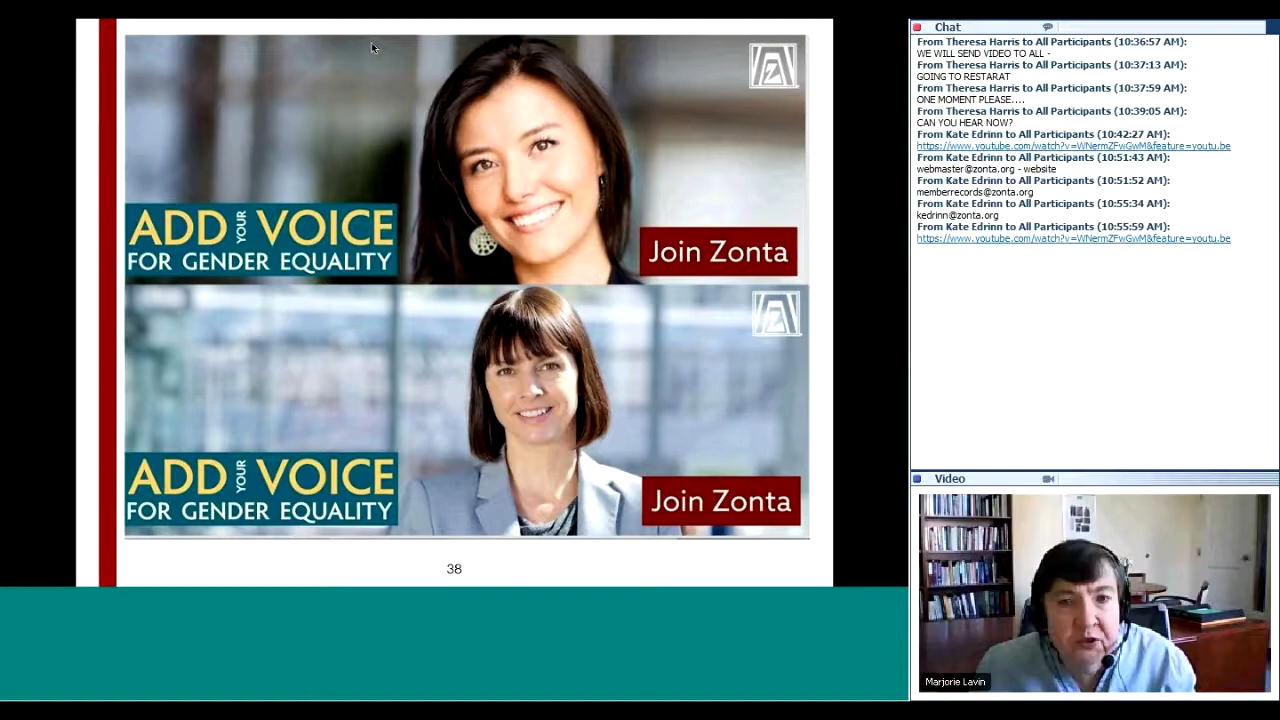 ADD YOUR VOICE
FOR GENDER EQUALITY
Join Zonta
Z
ADD YOUR VOICE
FOR GENDER EQUALITY
Join Zonta
Z
38
Chat
From Theresa Harris to All Participants (10:36:57 AM):
WE WILL SEND VIDEO TO ALL -
From Theresa Harris to All Participants (10:37:13 AM):
GOING TO RESTARAT
From Theresa Harris to All Participants (10:37:59 AM):
ONE MOMENT PLEASE....
From Theresa Harris to All Participants (10:39:05 AM):
CAN YOU HEAR NOW?
From Kate Edrinn to All Participants (10:42:27 AM):
https://www.youtube.com/watch?v=WNermZFwGwM&feature=youtu.be
From Kate Edrinn to All Participants (10:51:43 AM):
webmaster@zonta.org - website
From Kate Edrinn to All Participants (10:51:52 AM):
memberrecords@zonta.org
From Kate Edrinn to All Participants (10:55:34 AM):
kedrinn@zonta.org
From Kate Edrinn to All Participants (10:55:59 AM):
https://www.youtube.com/watch?v=WNermZFwGwM&feature=youtu.be
Video
Marjorie Lavin